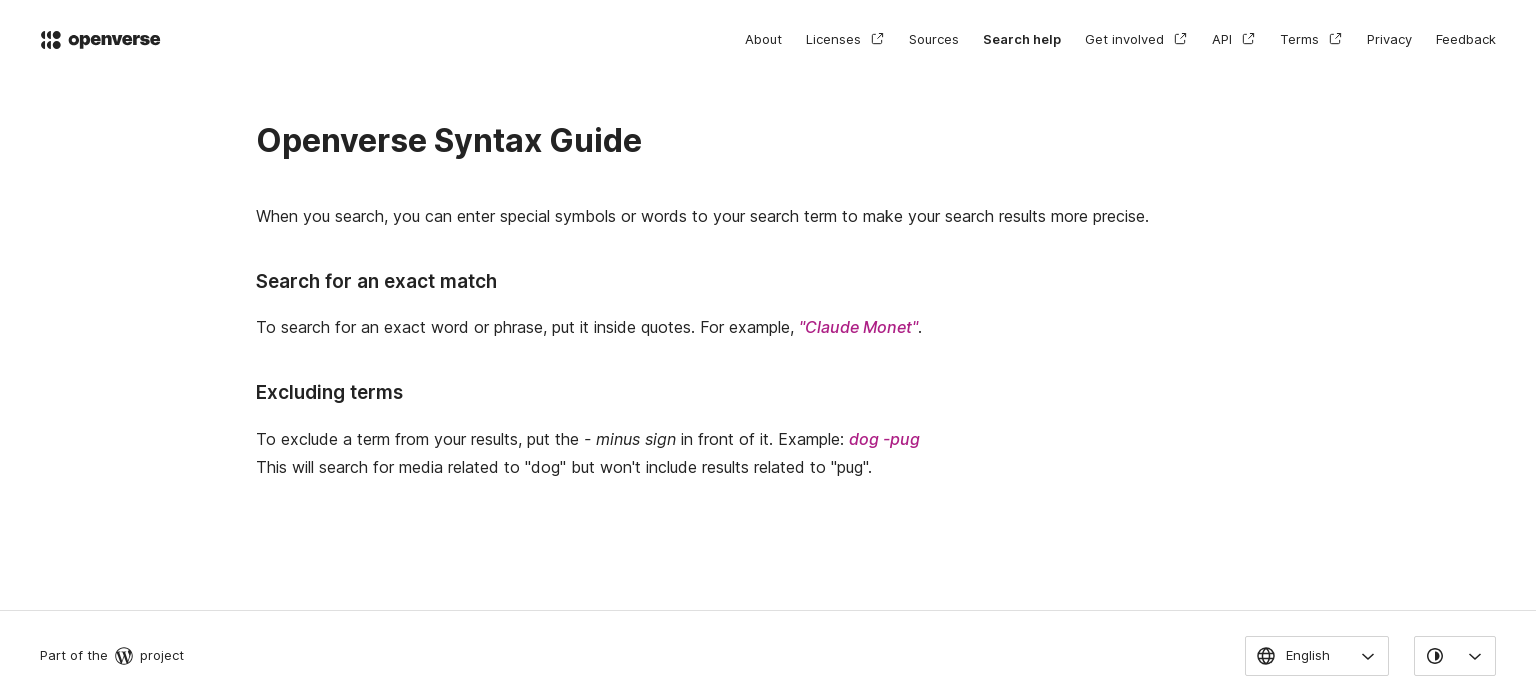 openverse
About Licenses Sources Search help Get involved API Terms Privacy Feedback
Openverse Syntax Guide
When you search, you can enter special symbols or words to your search term to make your search results more precise.
Search for an exact match
To search for an exact word or phrase, put it inside quotes. For example, "Claude Monet".
Excluding terms
To exclude a term from your results, put the - minus sign in front of it. Example: dog -pug
This will search for media related to "dog" but won't include results related to "pug".
Part of the project
English